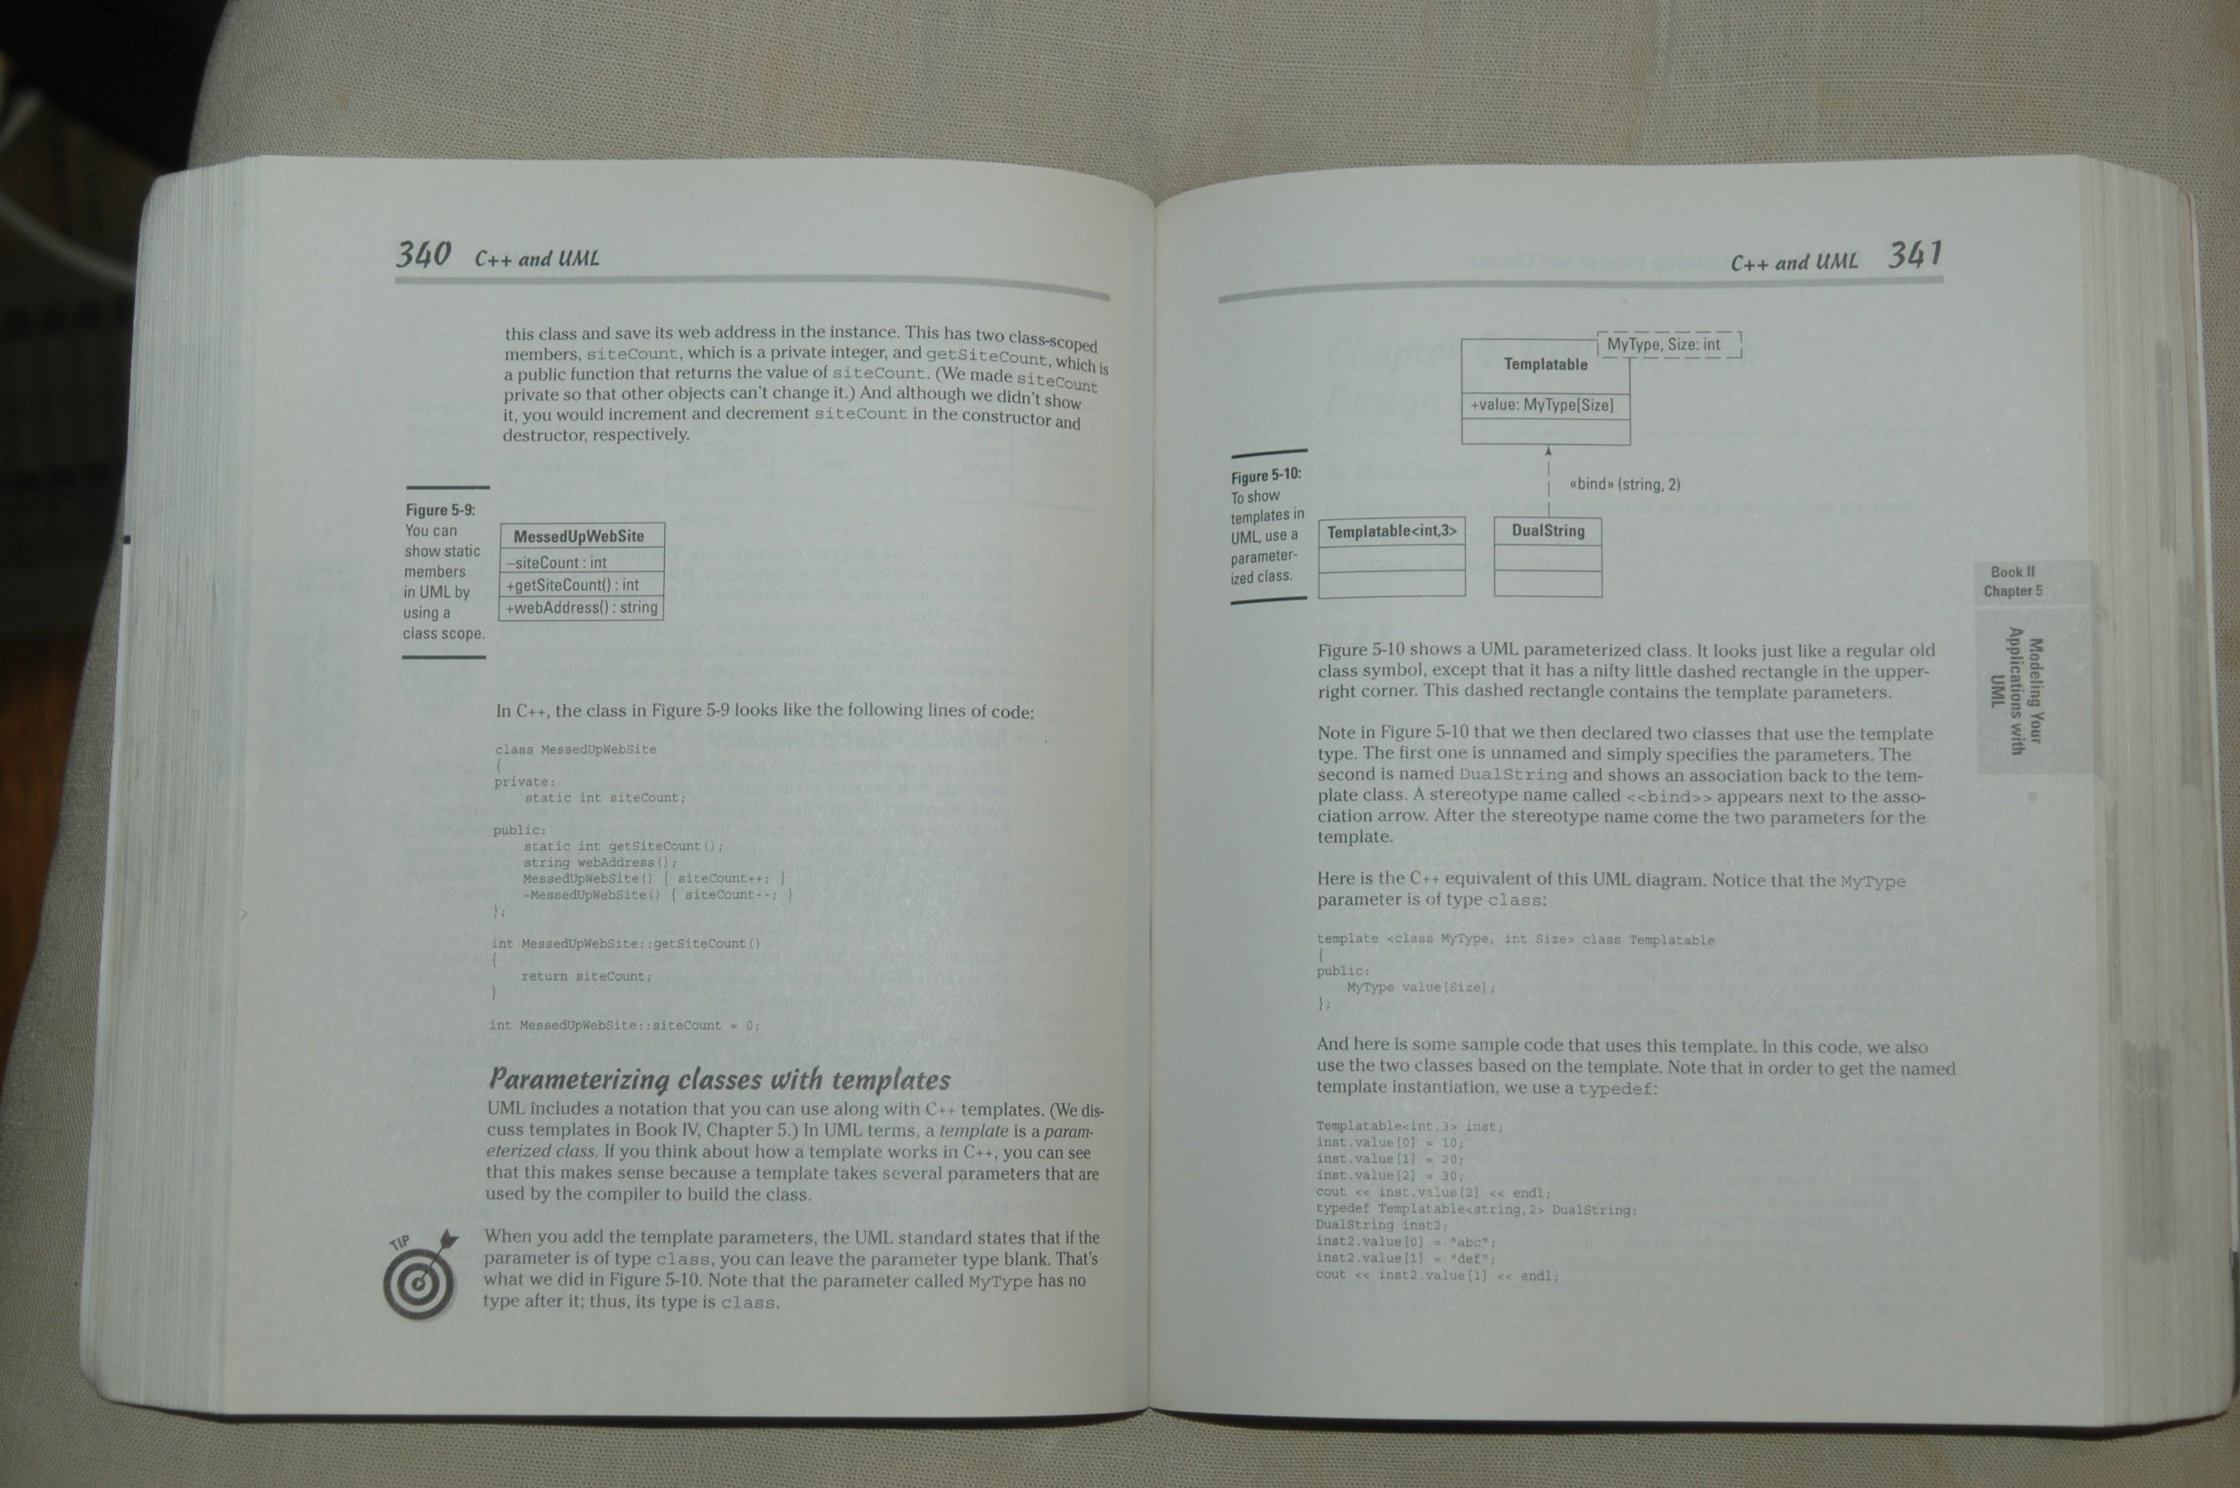 340 C++ and UML
this class and save its web address in the instance. This has two class-scoped
members, siteCount, which is a private integer, and getSiteCount, which is
a public function that returns the value of siteCount. (We made siteCount
private so that other objects can't change it.) And although we didn't show
it, you would increment and decrement siteCount in the constructor and
destructor, respectively.
Figure 5-9:
You can
show static
members
in UML by
using a
class scope.
MessedUpWebSite
–siteCount : int
+getSiteCount() : int
+webAddress() : string
In C++, the class in Figure 5-9 looks like the following lines of code:
class MessedUpWebSite
{
private:
static int siteCount;
public:
static int getSiteCount();
string webAddress();
MessedUpWebSite() { siteCount++; }
~MessedUpWebSite() { siteCount--; }
};
int MessedUpWebSite::getSiteCount()
{
return siteCount;
}
int MessedUpWebSite::siteCount = 0;
Parameterizing classes with templates
UML includes a notation that you can use along with C++ templates. (We dis-
cuss templates in Book IV, Chapter 5.) In UML terms, a template is a param-
eterized class. If you think about how a template works in C++, you can see
that this makes sense because a template takes several parameters that are
used by the compiler to build the class.
TIP
When you add the template parameters, the UML standard states that if the
parameter is of type class, you can leave the parameter type blank. That's
what we did in Figure 5-10. Note that the parameter called MyType has no
type after it; thus, its type is class.
C++ and UML 341
MyType, Size: int
Templatable
+value: MyType[Size]
«bind» (string, 2)
Templatable<int,3>
DualString
Figure 5-10:
To show
templates in
UML, use a
parameter-
ized class.
Figure 5-10 shows a UML parameterized class. It looks just like a regular old
class symbol, except that it has a nifty little dashed rectangle in the upper-
right corner. This dashed rectangle contains the template parameters.
Note in Figure 5-10 that we then declared two classes that use the template
type. The first one is unnamed and simply specifies the parameters. The
second is named DualString and shows an association back to the tem-
plate class. A stereotype name called <<bind>> appears next to the asso-
ciation arrow. After the stereotype name come the two parameters for the
template.
Here is the C++ equivalent of this UML diagram. Notice that the MyType
parameter is of type class:
template <class MyType, int Size> class Templatable
{
public:
MyType value[Size];
};
And here is some sample code that uses this template. In this code, we also
use the two classes based on the template. Note that in order to get the named
template instantiation, we use a typedef:
Templatable<int,3> inst;
inst.value[0] = 10;
inst.value[1] = 20;
inst.value[2] = 30;
cout << inst.value[2] << endl;
typedef Templatable<string,2> DualString;
DualString inst2;
inst2.value[0] = "abc";
inst2.value[1] = "def";
cout << inst2.value[1] << endl;
Book II
Chapter 5
Modeling Your
Applications with
UML